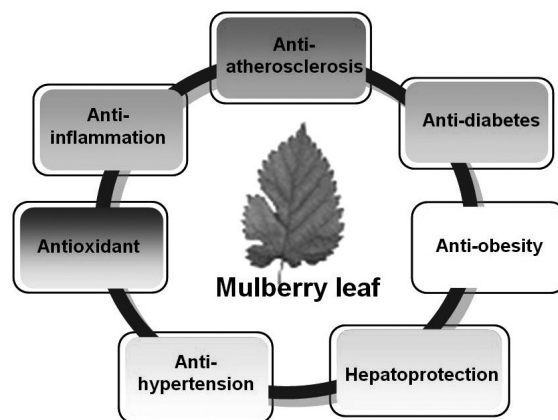 Anti-
atherosclerosis
Anti-
inflammation
Anti-diabetes
Antioxidant
Anti-obesity
Mulberry leaf
Anti-
hypertension
Hepatoprotection